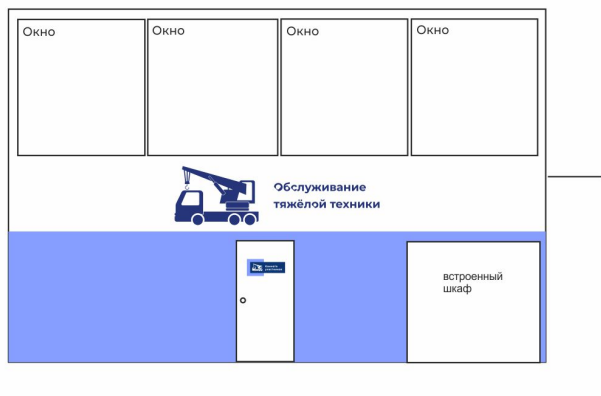 Окно
Окно
Окно
Окно
Обслуживание
тяжёлой техники
встроенный
шкаф